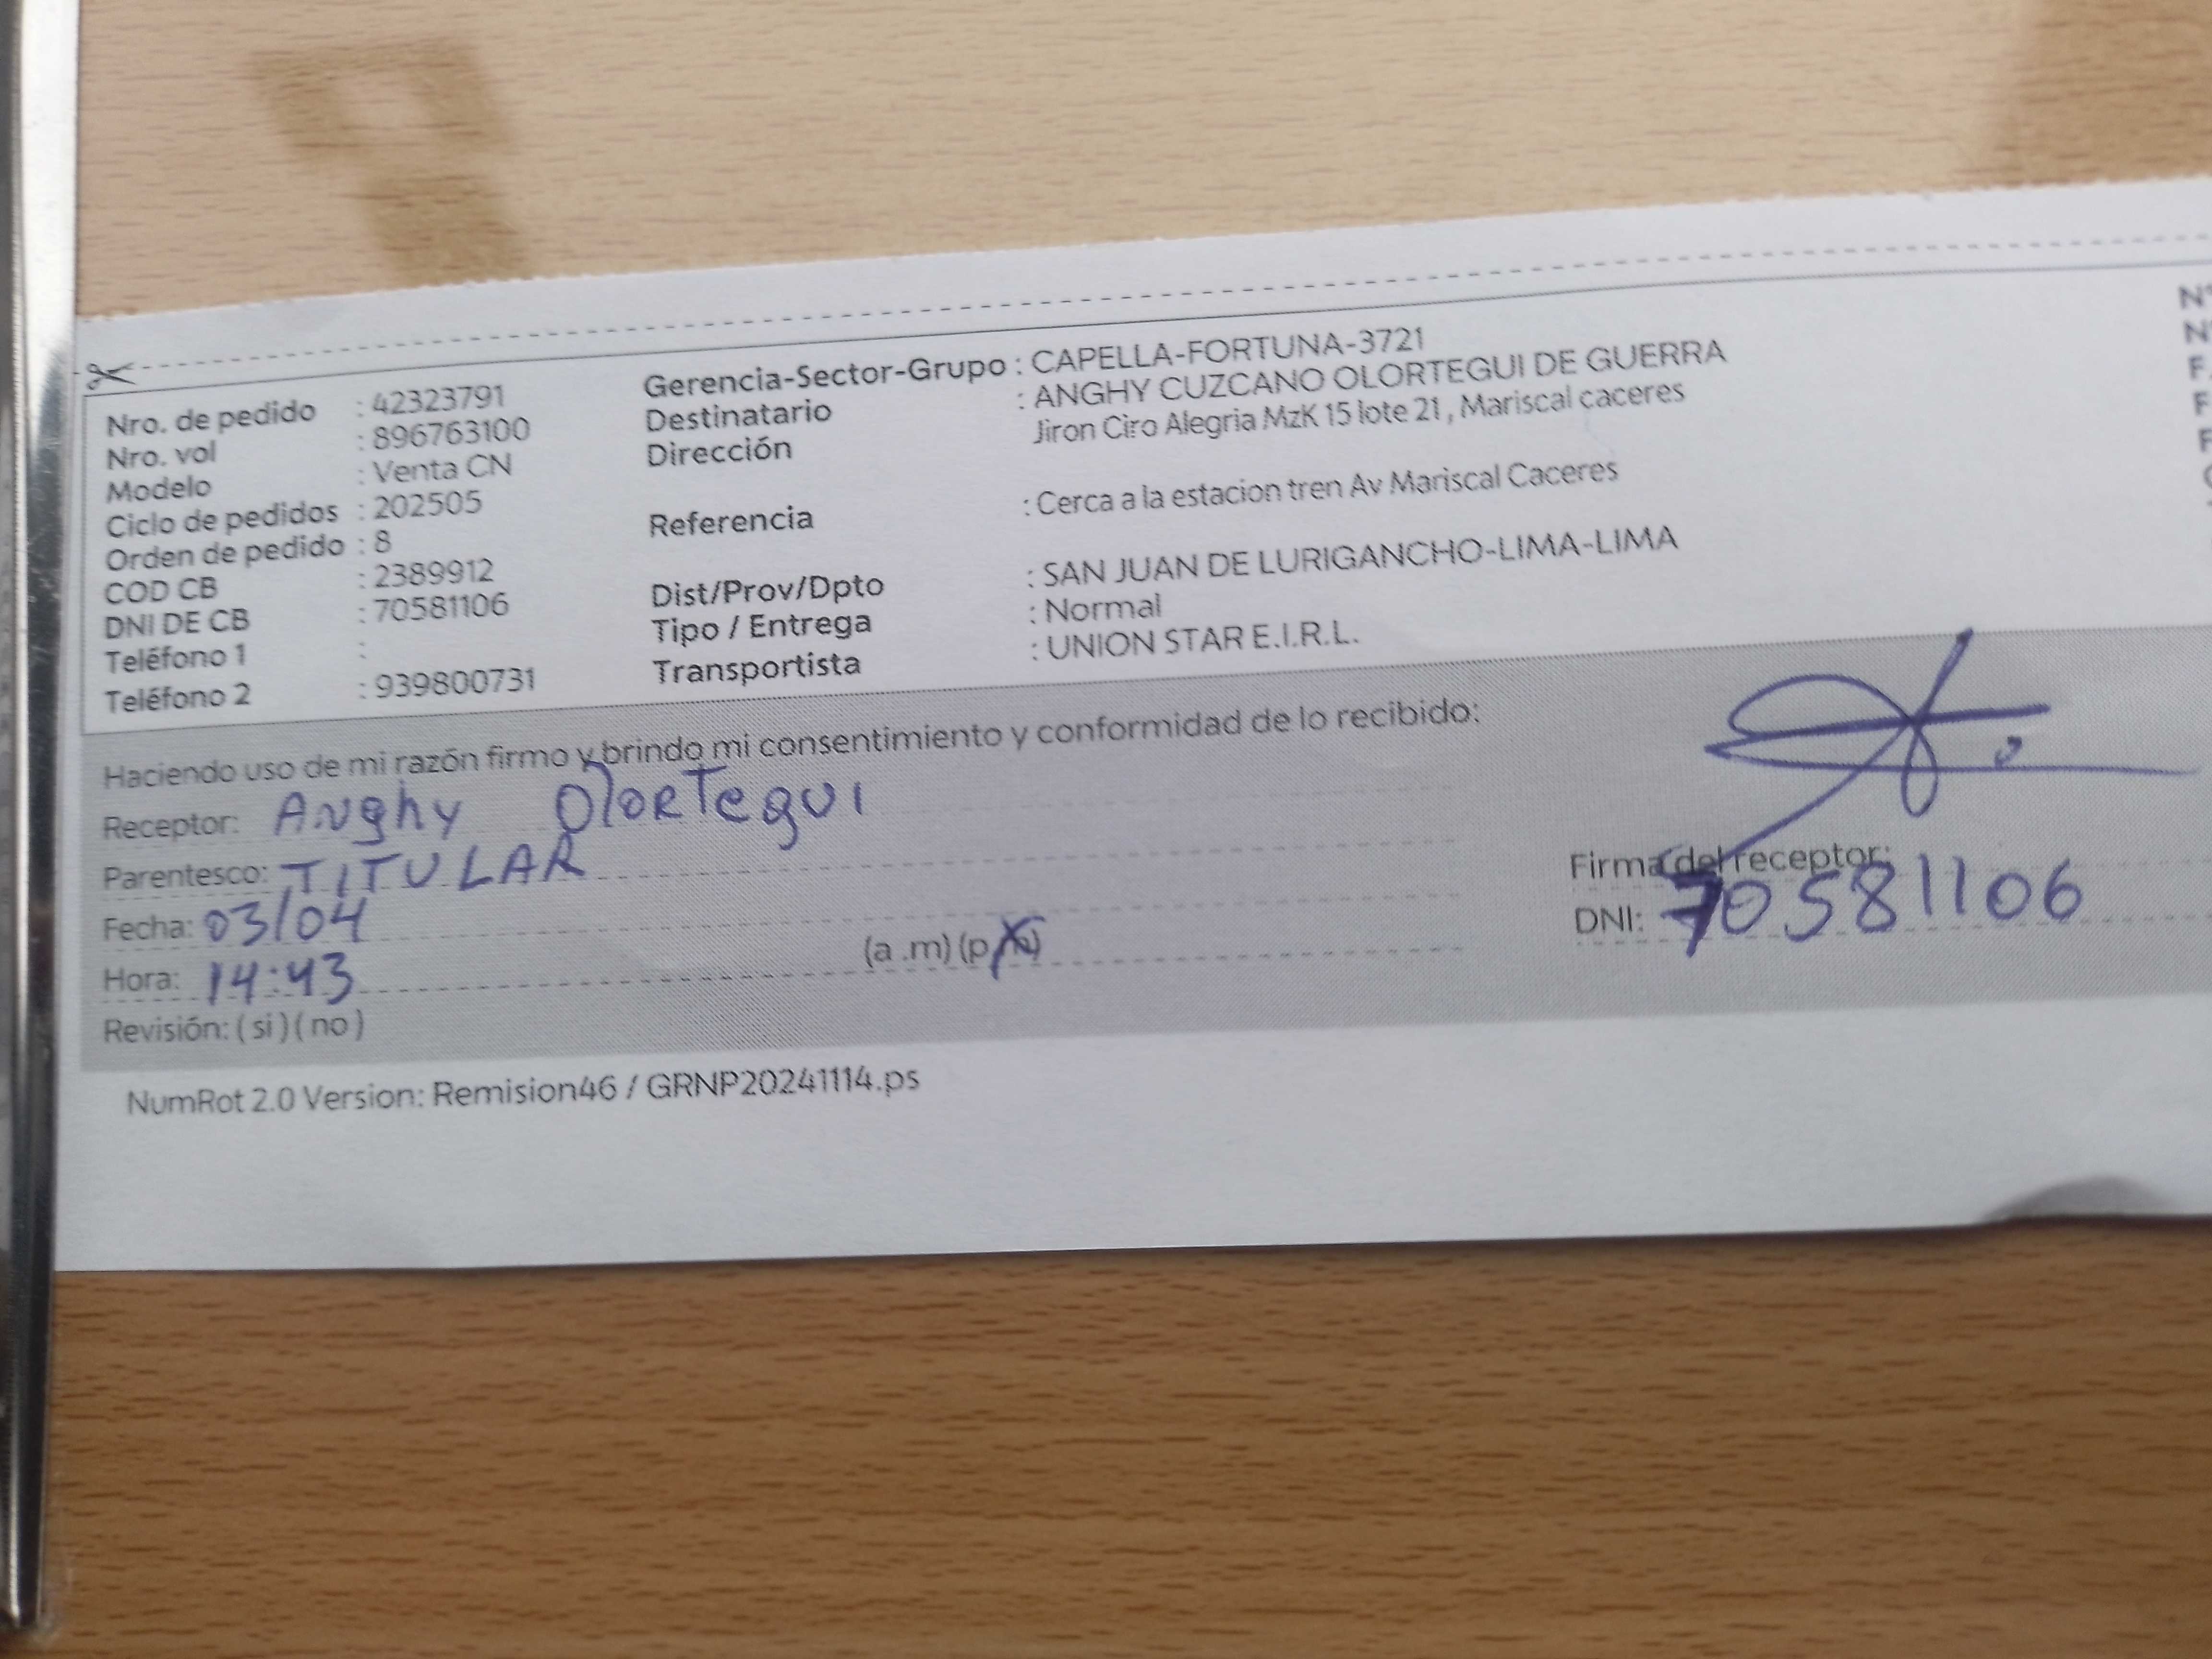 Nro. de pedido : 42323791
Nro. vol : 896763100
Modelo : Venta CN
Ciclo de pedidos : 202505
Orden de pedido : 8
COD CB : 2389912
DNI DE CB : 70581106
Teléfono 1 :
Teléfono 2 : 939800731
Gerencia-Sector-Grupo : CAPELLA-FORTUNA-3721
Destinatario : ANGHY CUZCANO OLORTEGUI DE GUERRA
Dirección Jiron Ciro Alegria MzK 15 lote 21 , Mariscal caceres
Referencia : Cerca a la estacion tren Av Mariscal Caceres
Dist/Prov/Dpto : SAN JUAN DE LURIGANCHO-LIMA-LIMA
Tipo / Entrega : Normal
Transportista : UNION STAR E.I.R.L.
Haciendo uso de mi razón firmo y brindo mi consentimiento y conformidad de lo recibido:
Receptor: Anghy OlorTegui
Parentesco: TITULAR
Fecha: 03/04
Hora: 14:43 (a .m) (p.m)
Revisión: ( si ) ( no )
Firma del receptor:
DNI: 70581106
NumRot 2.0 Version: Remision46 / GRNP20241114.ps